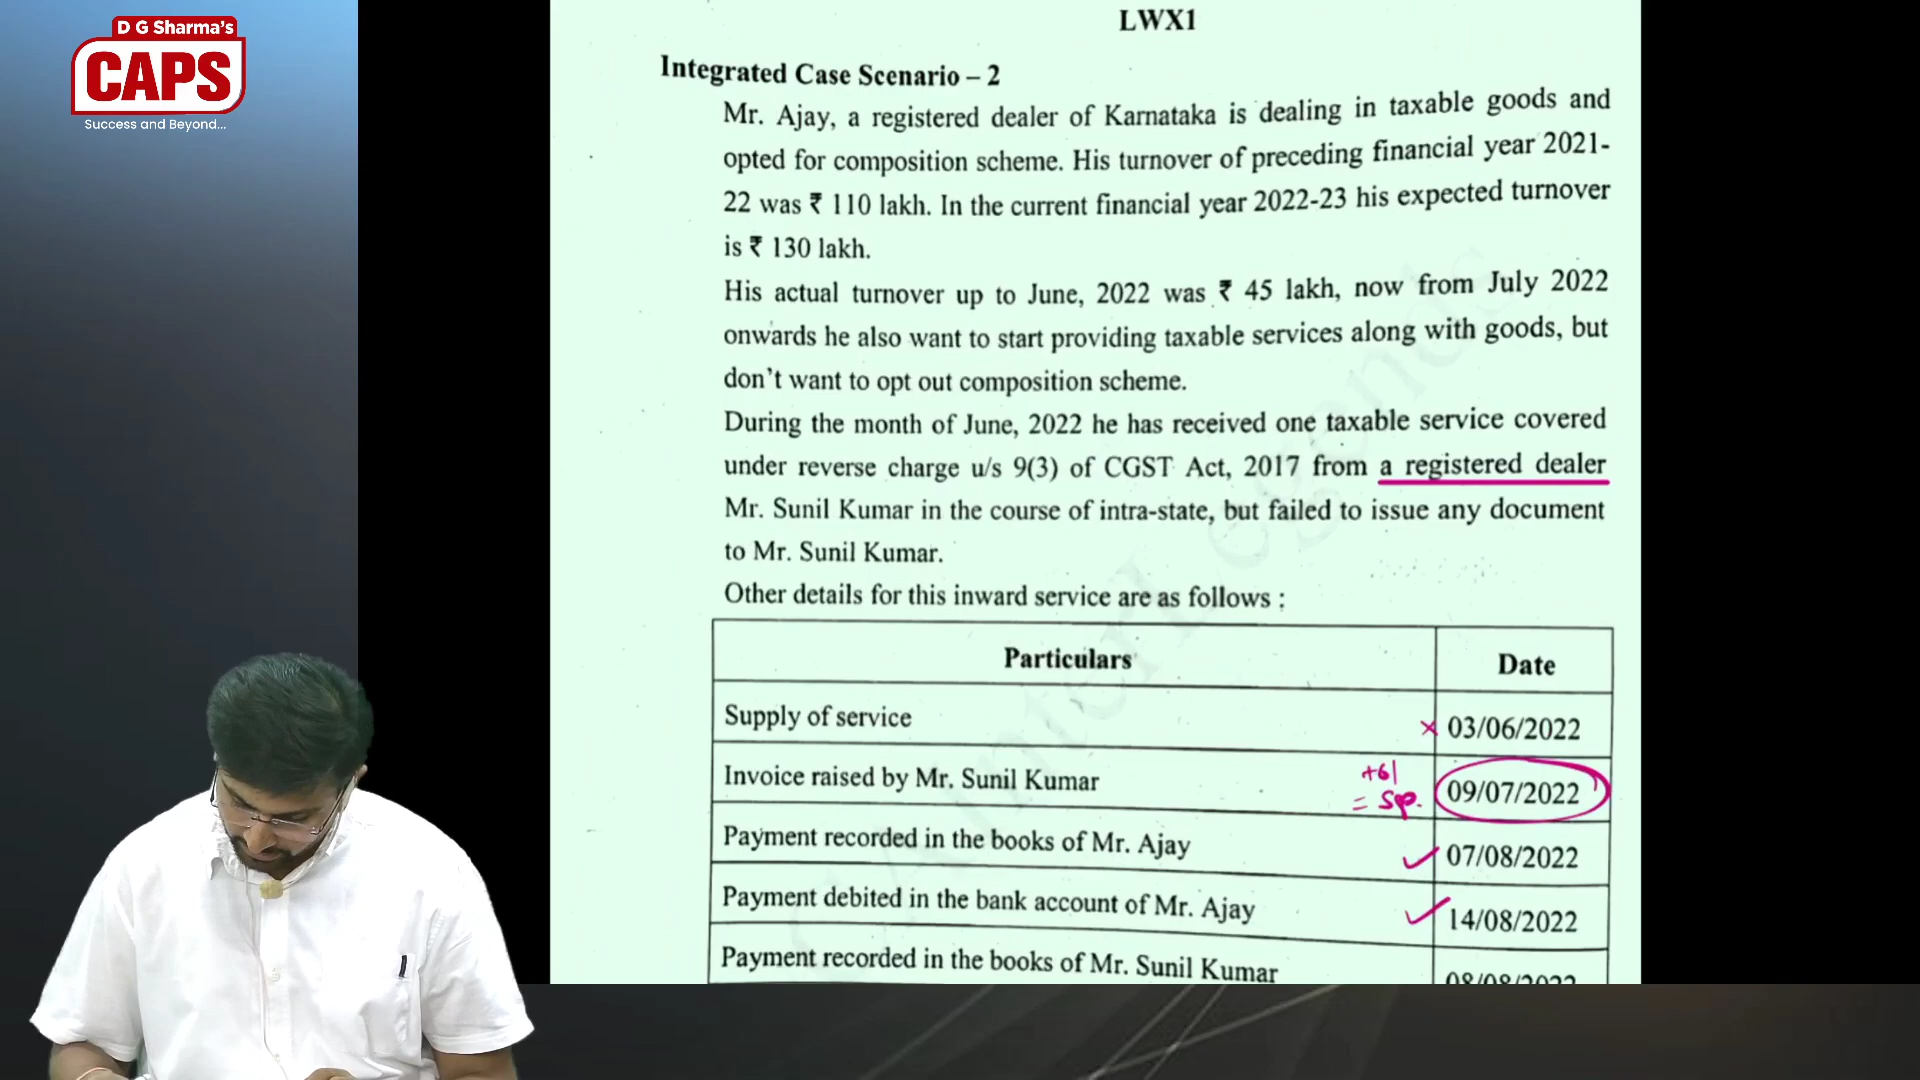 D G Sharma's
CAPS
Success and Beyond...
LWX1
Integrated Case Scenario – 2
Mr. Ajay, a registered dealer of Karnataka is dealing in taxable goods and
opted for composition scheme. His turnover of preceding financial year 2021-
22 was ₹ 110 lakh. In the current financial year 2022-23 his expected turnover
is ₹ 130 lakh.
His actual turnover up to June, 2022 was ₹ 45 lakh, now from July 2022
onwards he also want to start providing taxable services along with goods, but
don't want to opt out composition scheme.
During the month of June, 2022 he has received one taxable service covered
under reverse charge u/s 9(3) of CGST Act, 2017 from a registered dealer
Mr. Sunil Kumar in the course of intra-state, but failed to issue any document
to Mr. Sunil Kumar.
Other details for this inward service are as follows :
Particulars Date
Supply of service × 03/06/2022
+61
Invoice raised by Mr. Sunil Kumar = Sp. 09/07/2022
Payment recorded in the books of Mr. Ajay ✓ 07/08/2022
Payment debited in the bank account of Mr. Ajay ✓ 14/08/2022
Payment recorded in the books of Mr. Sunil Kumar 08/08/2022